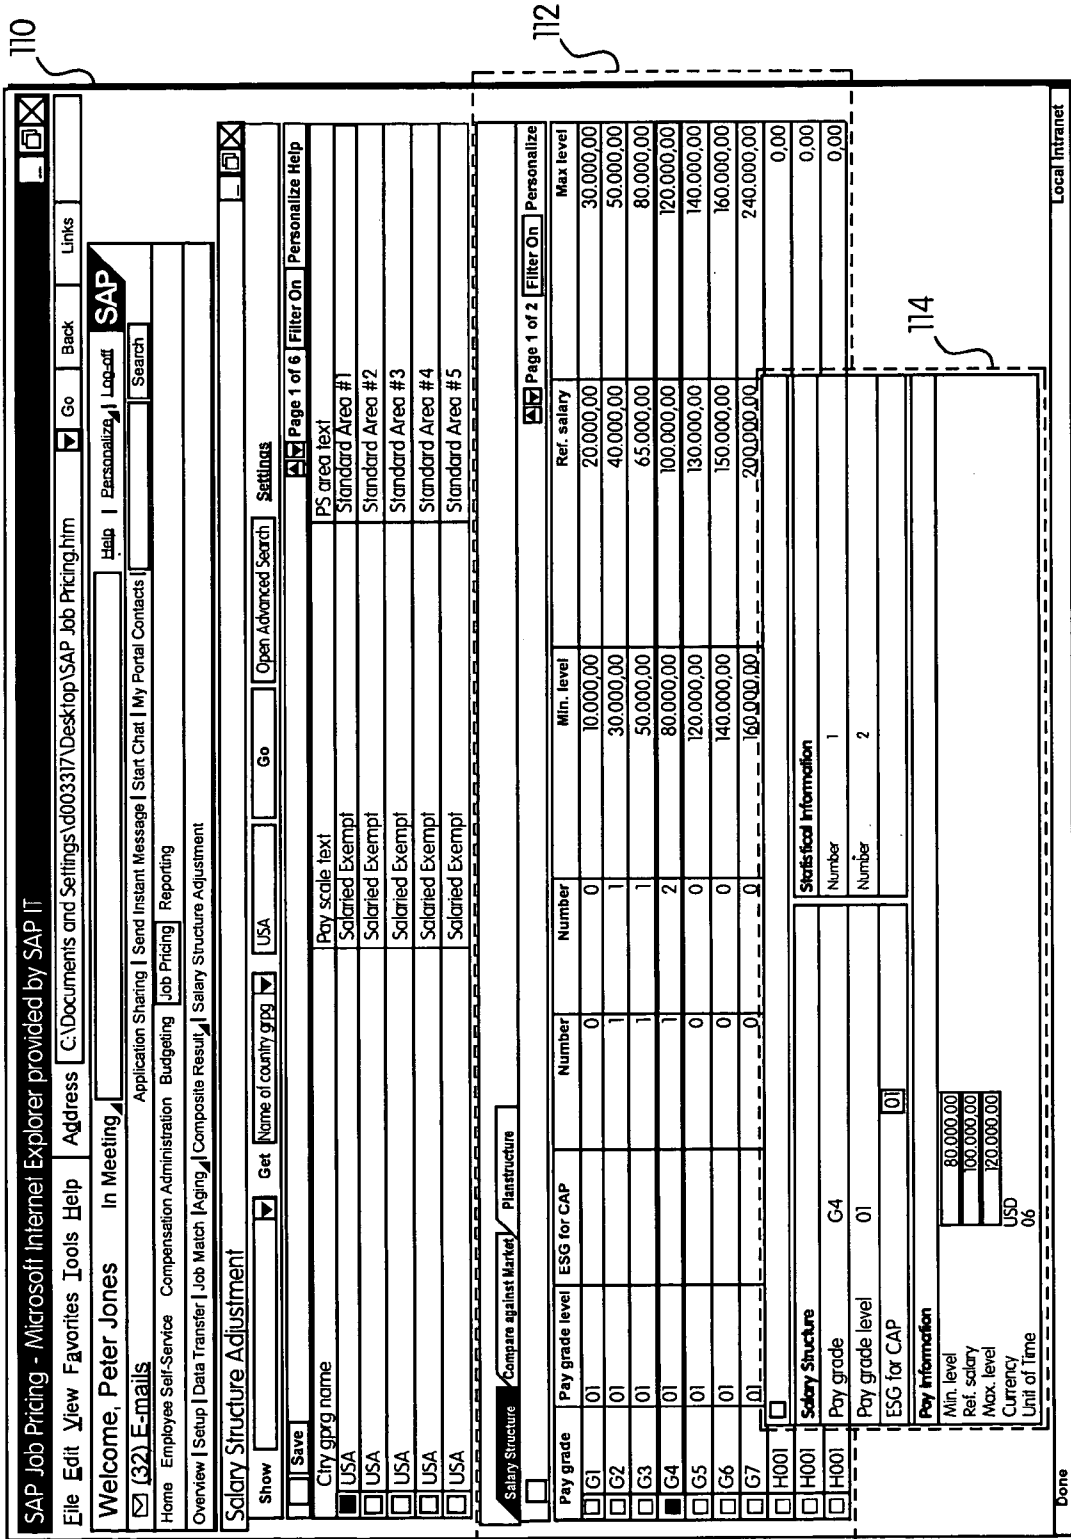 SAP Job Pricing - Microsoft Internet Explorer provided by SAP IT
File Edit View Favorites Tools Help Address C:\Documents and Settings\d003317\Desktop\SAP Job Pricing.htm Go Back Links
Welcome, Peter Jones In Meeting Help | Personalize | Log-off SAP
(32) E-mails Application Sharing | Send Instant Message | Start Chat | My Portal Contacts Search
Home Employee Self-Service Compensation Administration Budgeting Job Pricing Reporting
Overview | Setup | Data Transfer | Job Match | Aging Composite Result Salary Structure Adjustment
Salary Structure Adjustment
Show Get Name of country grpg USA Go Open Advanced Search Settings
Save Page 1 of 6 Filter On Personalize Help
Ctry gprg name Pay scale text PS area text
USA Salaried Exempt Standard Area #1
USA Salaried Exempt Standard Area #2
USA Salaried Exempt Standard Area #3
USA Salaried Exempt Standard Area #4
USA Salaried Exempt Standard Area #5
Salary Structure Compare against Market Planstructure
Page 1 of 2 Filter On Personalize
Pay grade Pay grade level ESG for CAP Number Number Min. level Ref. salary Max level
G1 01 0 0 10.000,00 20.000,00 30.000,00
G2 01 1 1 30.000,00 40.000,00 50.000,00
G3 01 1 1 50.000,00 65.000,00 80.000,00
G4 01 1 2 80.000,00 100.000,00 120.000,00
G5 01 0 0 120.000,00 130.000,00 140.000,00
G6 01 0 0 140.000,00 150.000,00 160.000,00
G7 01 0 0 160.000,00 200.000,00 240.000,00
H001 0,00
H001 0,00
H001 0,00
Salary Structure Statistical Information
Pay grade G4 Number 1
Pay grade level 01 Number 2
ESG for CAP 01
Pay Information
Min. level 80.000,00
Ref. salary 100.000,00
Max. level 120.000,00
Currency USD
Unit of Time 06
Done Local Intranet
110
112
114